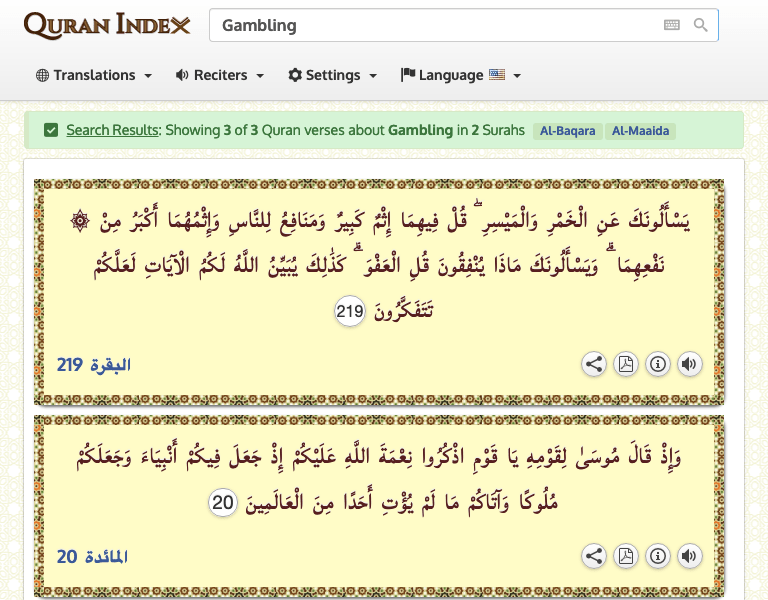 QURAN INDEX
Gambling
Translations Reciters Settings Language
Search Results: Showing 3 of 3 Quran verses about Gambling in 2 Surahs Al-Baqara Al-Maaida
۞ يَسْأَلُونَكَ عَنِ الْخَمْرِ وَالْمَيْسِرِ ۖ قُلْ فِيهِمَا إِثْمٌ كَبِيرٌ وَمَنَافِعُ لِلنَّاسِ وَإِثْمُهُمَا أَكْبَرُ مِنْ
نَفْعِهِمَا ۗ وَيَسْأَلُونَكَ مَاذَا يُنْفِقُونَ قُلِ الْعَفْوَ ۗ كَذَٰلِكَ يُبَيِّنُ اللَّهُ لَكُمُ الْآيَاتِ لَعَلَّكُمْ
تَتَفَكَّرُونَ 219
البقرة 219
وَإِذْ قَالَ مُوسَىٰ لِقَوْمِهِ يَا قَوْمِ اذْكُرُوا نِعْمَةَ اللَّهِ عَلَيْكُمْ إِذْ جَعَلَ فِيكُمْ أَنْبِيَاءَ وَجَعَلَكُمْ
مُلُوكًا وَآتَاكُمْ مَا لَمْ يُؤْتِ أَحَدًا مِنَ الْعَالَمِينَ 20
المائدة 20